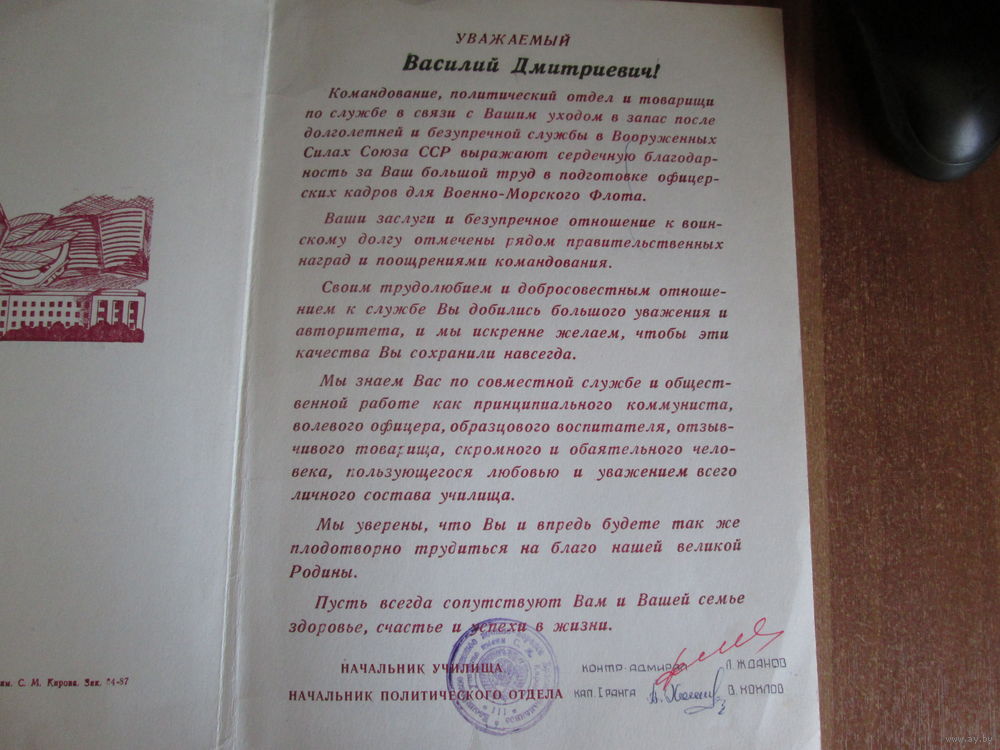 УВАЖАЕМЫЙ
Василий Дмитриевич!
Командование, политический отдел и товарищи
по службе в связи с Вашим уходом в запас после
долголетней и безупречной службы в Вооруженных
Силах Союза ССР выражают сердечную благодар-
ность за Ваш большой труд в подготовке офицер-
ских кадров для Военно-Морского Флота.
Ваши заслуги и безупречное отношение к воин-
скому долгу отмечены рядом правительственных
наград и поощрениями командования.
Своим трудолюбием и добросовестным отноше-
нием к службе Вы добились большого уважения и
авторитета, и мы искренне желаем, чтобы эти
качества Вы сохранили навсегда.
Мы знаем Вас по совместной службе и общест-
венной работе как принципиального коммуниста,
волевого офицера, образцового воспитателя, отзыв-
чивого товарища, скромного и обаятельного чело-
века, пользующегося любовью и уважением всего
личного состава училища.
Мы уверены, что Вы и впредь будете так же
плодотворно трудиться на благо нашей великой
Родины.
Пусть всегда сопутствуют Вам и Вашей семье
здоровье, счастье и успехи в жизни.
НАЧАЛЬНИК УЧИЛИЩА КОНТР-АДМИРАЛ Л. ЖДАНОВ
НАЧАЛЬНИК ПОЛИТИЧЕСКОГО ОТДЕЛА КАП. I РАНГА В. ХОХЛОВ
им. С. М. Кирова. Зак. 24-87
www.ay.by